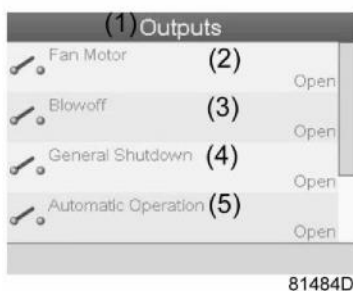 (1) Outputs
Fan Motor (2)
Open
Blowoff (3)
Open
General Shutdown (4)
Open
Automatic Operation (5)
Open
81484D